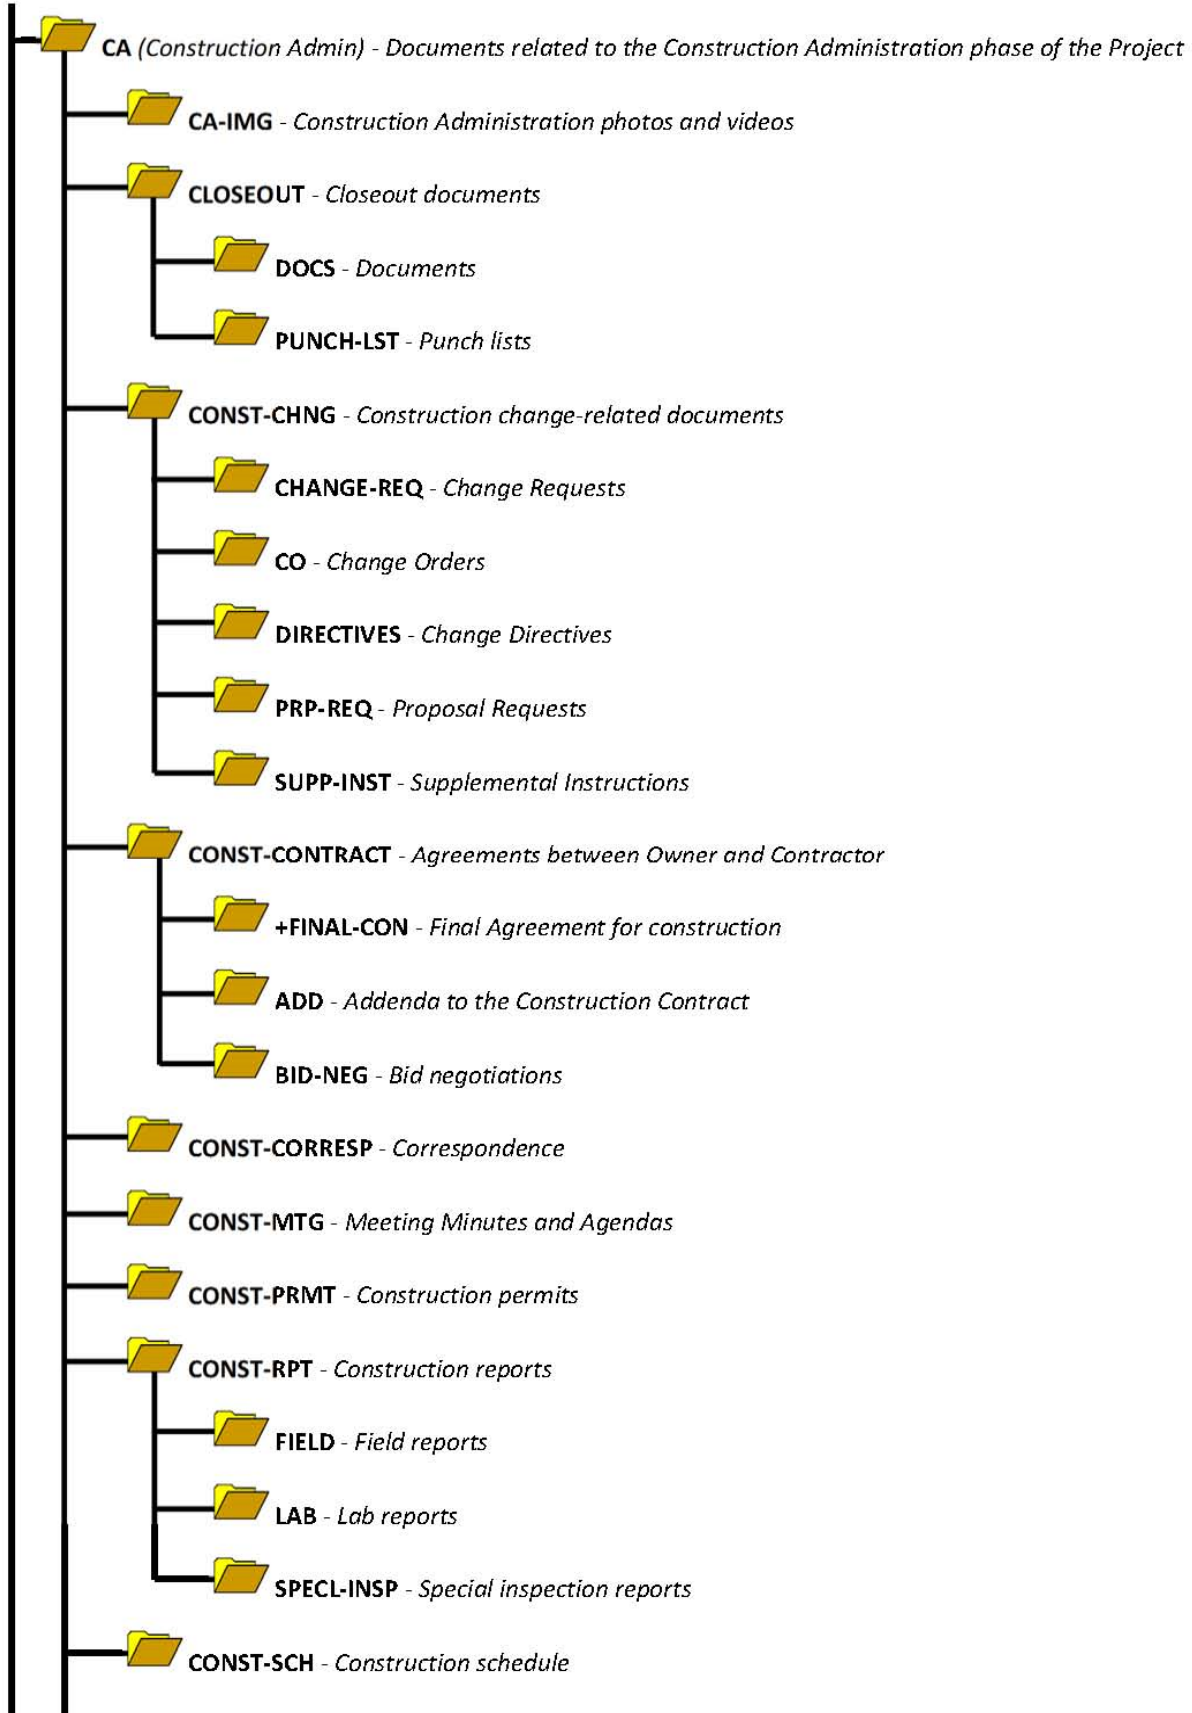 CA (Construction Admin) - Documents related to the Construction Administration phase of the Project
CA-IMG - Construction Administration photos and videos
CLOSEOUT - Closeout documents
DOCS - Documents
PUNCH-LST - Punch lists
CONST-CHNG - Construction change-related documents
CHANGE-REQ - Change Requests
CO - Change Orders
DIRECTIVES - Change Directives
PRP-REQ - Proposal Requests
SUPP-INST - Supplemental Instructions
CONST-CONTRACT - Agreements between Owner and Contractor
+FINAL-CON - Final Agreement for construction
ADD - Addenda to the Construction Contract
BID-NEG - Bid negotiations
CONST-CORRESP - Correspondence
CONST-MTG - Meeting Minutes and Agendas
CONST-PRMT - Construction permits
CONST-RPT - Construction reports
FIELD - Field reports
LAB - Lab reports
SPECL-INSP - Special inspection reports
CONST-SCH - Construction schedule